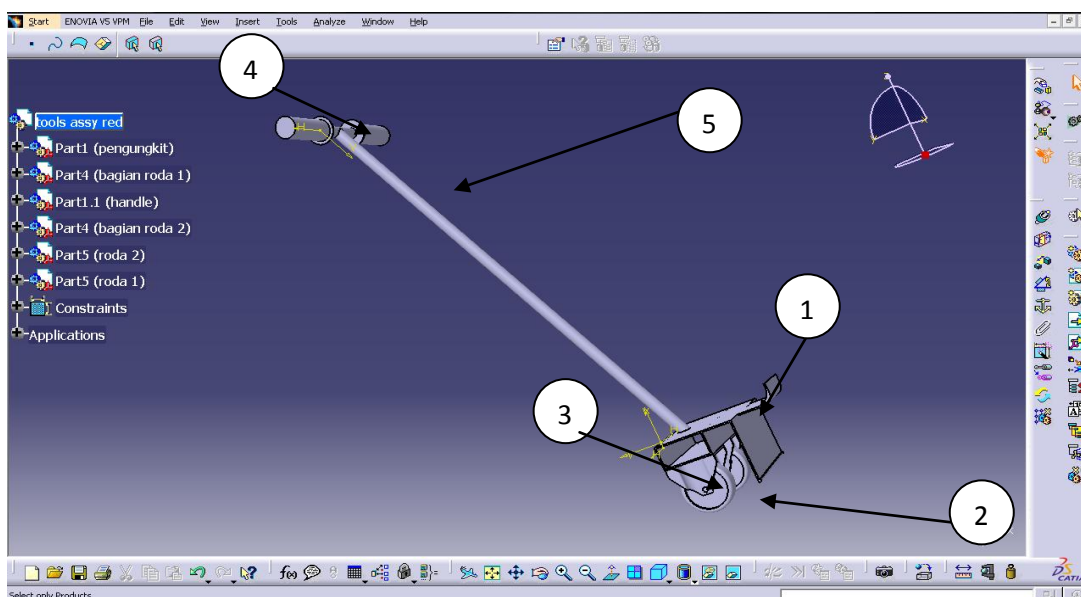 Start ENOVIA V5 VPM File Edit View Insert Tools Analyze Window Help
4
5
tools assy red
Part1 (pengungkit)
Part4 (bagian roda 1)
Part1.1 (handle)
Part4 (bagian roda 2)
Part5 (roda 2)
Part5 (roda 1)
Constraints
Applications
1
3
2
f(x)
CATIA
Select only Products